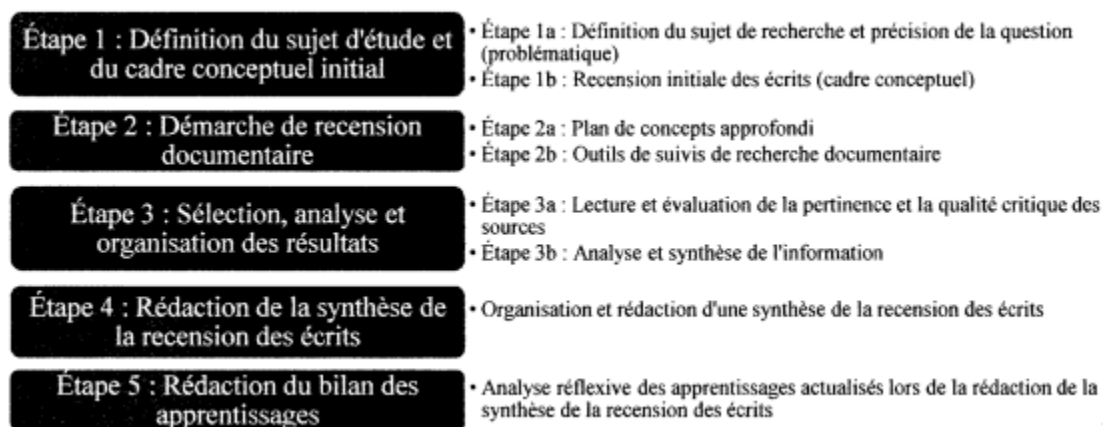 Étape 1 : Définition du sujet d'étude et
du cadre conceptuel initial
• Étape 1a : Définition du sujet de recherche et précision de la question
(problématique)
• Étape 1b : Recension initiale des écrits (cadre conceptuel)
Étape 2 : Démarche de recension
documentaire
• Étape 2a : Plan de concepts approfondi
• Étape 2b : Outils de suivis de recherche documentaire
Étape 3 : Sélection, analyse et
organisation des résultats
• Étape 3a : Lecture et évaluation de la pertinence et la qualité critique des
sources
• Étape 3b : Analyse et synthèse de l'information
Étape 4 : Rédaction de la synthèse de
la recension des écrits
• Organisation et rédaction d'une synthèse de la recension des écrits
Étape 5 : Rédaction du bilan des
apprentissages
• Analyse réflexive des apprentissages actualisés lors de la rédaction de la
synthèse de la recension des écrits